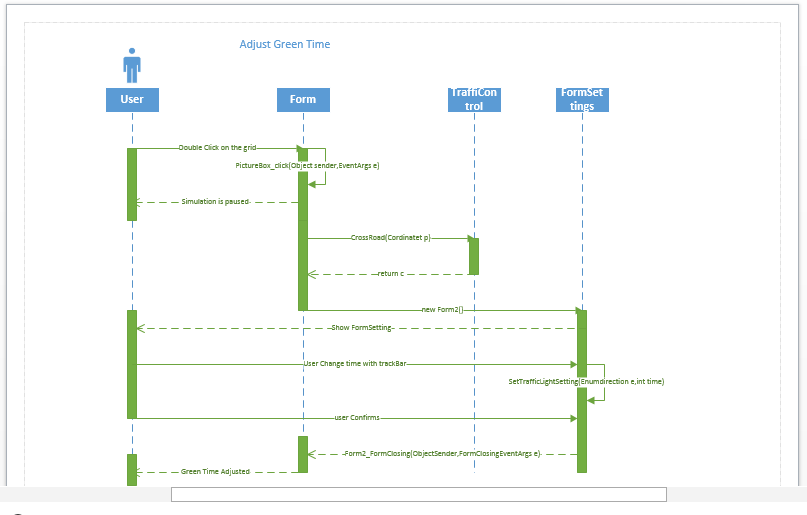 Adjust Green Time
User
Form
TraffiCon
trol
FormSet
tings
Double Click on the grid
PictureBox_click(Object sender,EventArgs e)
Simulation is paused
CrossRoad(Cordinatet p)
return c
new Form2()
Show FormSetting
User Change time with trackBar
SetTrafficLightSetting(Enumdirection e,int time)
user Confirms
Form2_FormClosing(ObjectSender,FormClosingEventArgs e)
Green Time Adjusted